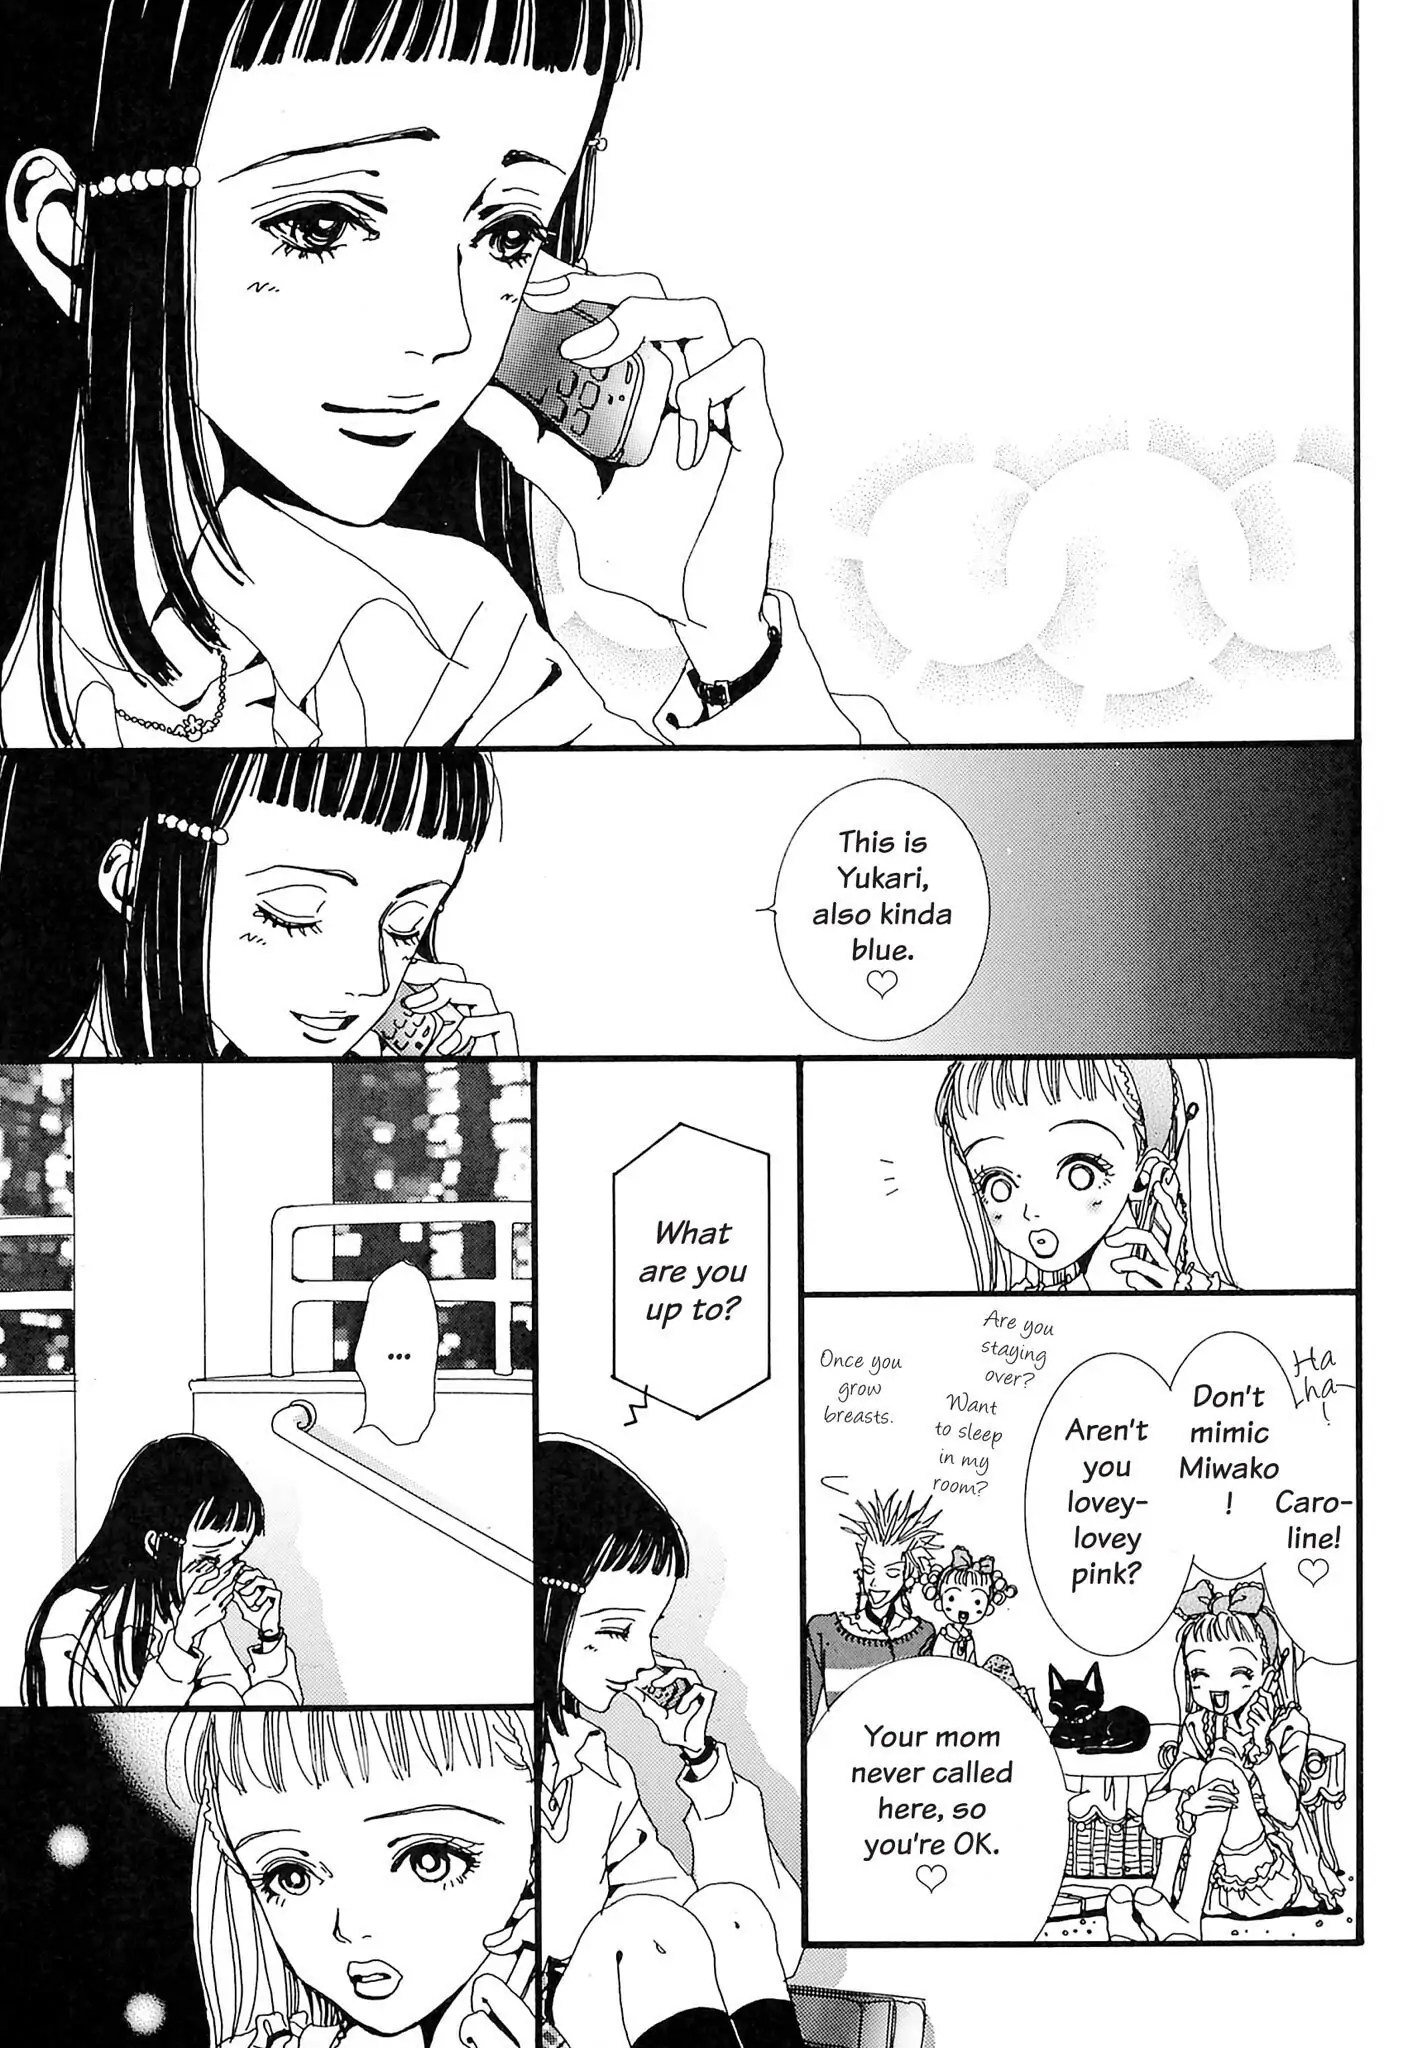 This is
Yukari,
also kinda
blue.
♡
Ha
ha—
!
Caro-
line!
♡
Don't
mimic
Miwako
!
Aren't
you
lovey-
lovey
pink?
Are you
staying
over?
Want
to sleep
in my
room?
Once you
grow
breasts.
Your mom
never called
here, so
you're OK.
♡
What
are you
up to?
...